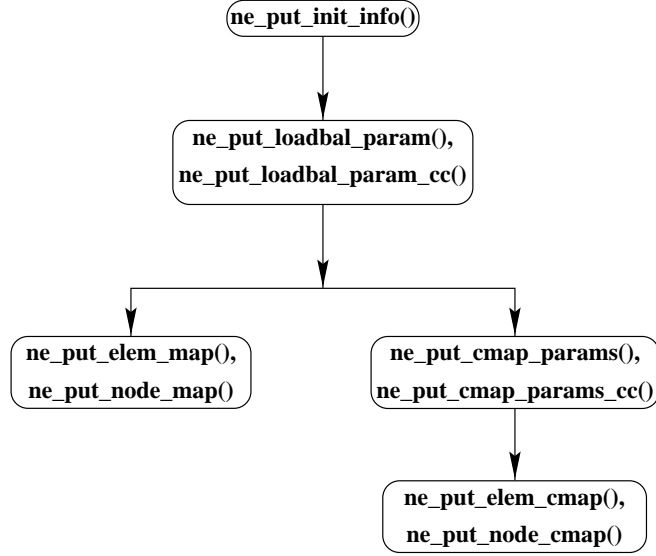 ne_put_init_info()
ne_put_loadbal_param(),
ne_put_loadbal_param_cc()
ne_put_elem_map(),
ne_put_node_map()
ne_put_cmap_params(),
ne_put_cmap_params_cc()
ne_put_elem_cmap(),
ne_put_node_cmap()